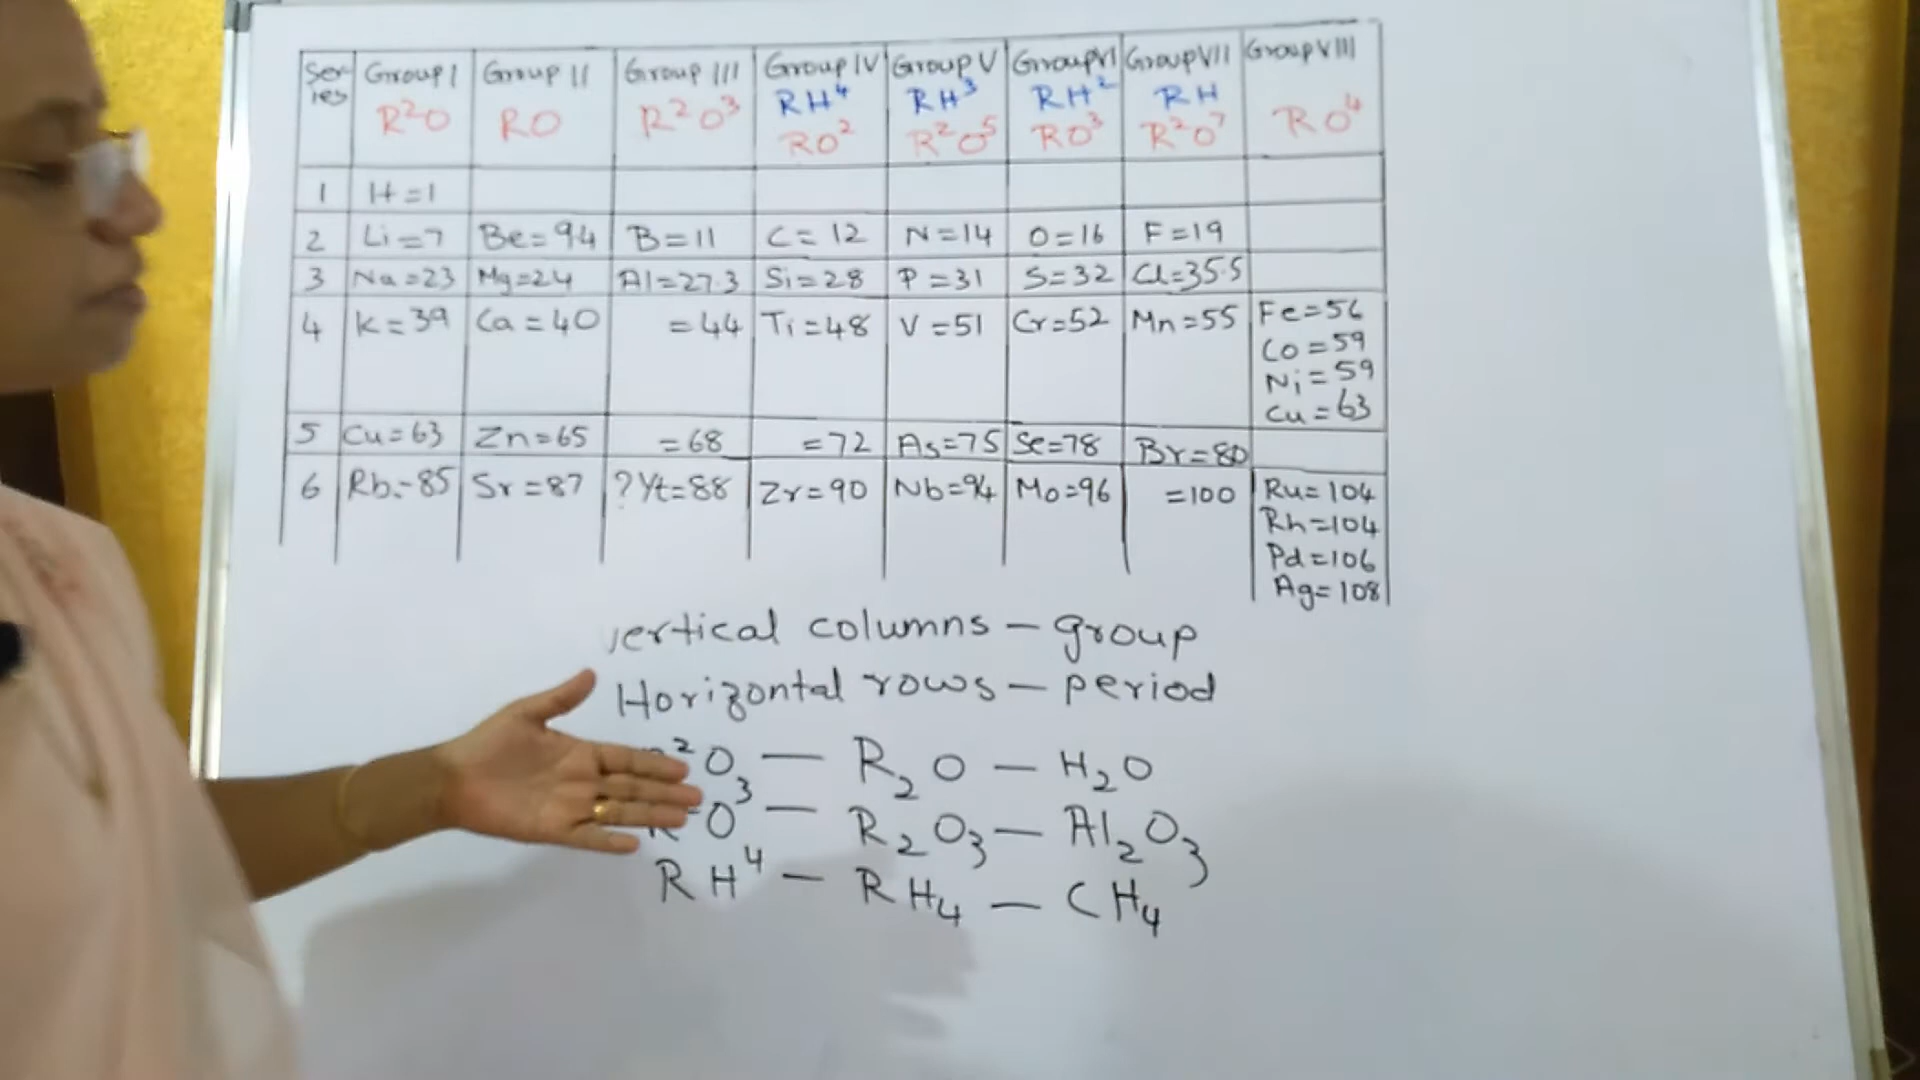 Ser-ies Group I Group II Group III Group IV Group V Group VI Group VII Group VIII
RH⁴ RH³ RH² RH
R²O RO R²O³ RO² R²O⁵ RO³ R²O⁷ RO⁴
1 H=1
2 Li=7 Be=94 B=11 C=12 N=14 O=16 F=19
3 Na=23 Mg=24 Al=27.3 Si=28 P=31 S=32 Cl=35.5
4 K=39 Ca=40 =44 Ti=48 V=51 Cr=52 Mn=55 Fe=56
Co=59
Ni=59
Cu=63
5 Cu=63 Zn=65 =68 =72 As=75 Se=78 Br=80
6 Rb=85 Sr=87 ?Yt=88 Zr=90 Nb=94 Mo=96 =100 Ru=104
Rh=104
Pd=106
Ag=108
vertical columns - group
Horizontal rows - period
²O - R₂O - H₂O
O³ - R₂O₃ - Al₂O₃
RH⁴ - RH₄ - CH₄